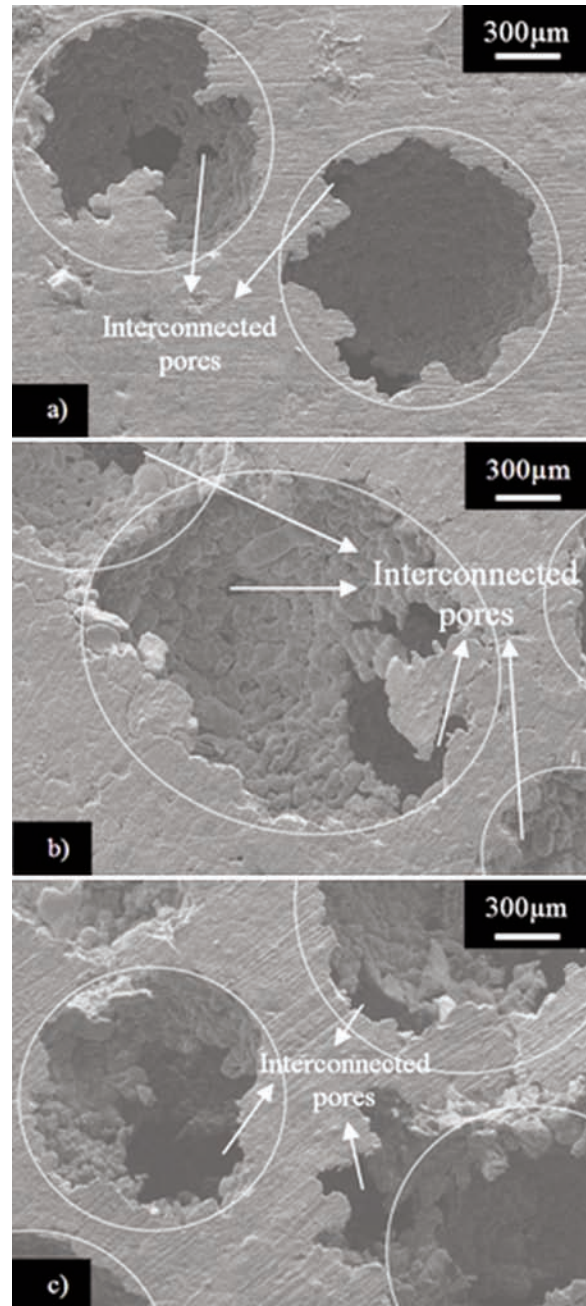 300µm
Interconnected
pores
a)
300µm
Interconnected
pores
b)
300µm
Interconnected
pores
c)